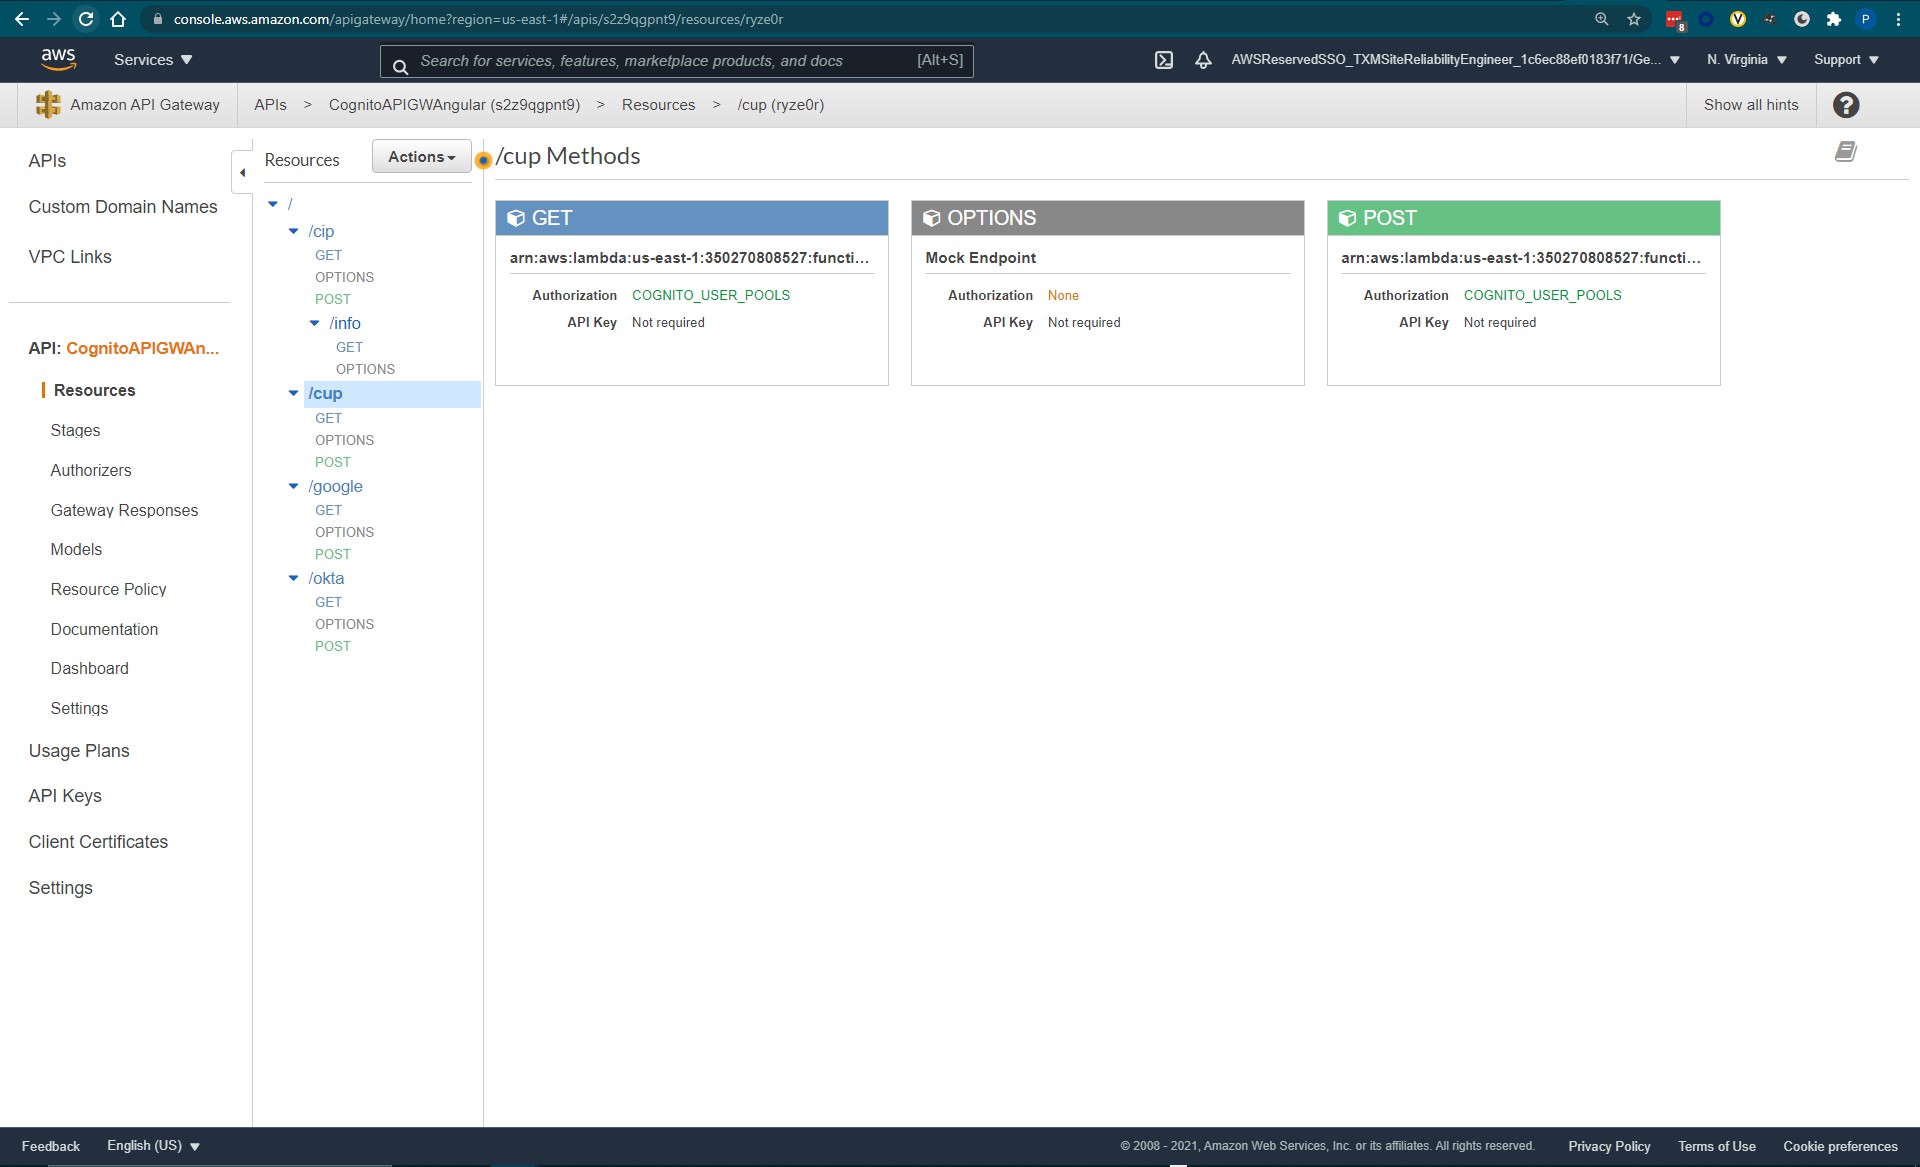 console.aws.amazon.com/apigateway/home?region=us-east-1#/apis/s2z9qgpnt9/resources/ryze0r
8
V
P
aws
Services
Search for services, features, marketplace products, and docs
[Alt+S]
AWSReservedSSO_TXMSiteReliabilityEngineer_1c6ec88ef0183f71/Ge...
N. Virginia
Support
Amazon API Gateway
APIs > CognitoAPIGWAngular (s2z9qgpnt9) > Resources > /cup (ryze0r)
Show all hints
?
APIs
Custom Domain Names
VPC Links
API: CognitoAPIGWAn...
Resources
Stages
Authorizers
Gateway Responses
Models
Resource Policy
Documentation
Dashboard
Settings
Usage Plans
API Keys
Client Certificates
Settings
Resources
Actions
/
/cip
GET
OPTIONS
POST
/info
GET
OPTIONS
/cup
GET
OPTIONS
POST
/google
GET
OPTIONS
POST
/okta
GET
OPTIONS
POST
/cup Methods
GET
arn:aws:lambda:us-east-1:350270808527:functi...
Authorization COGNITO_USER_POOLS
API Key Not required
OPTIONS
Mock Endpoint
Authorization None
API Key Not required
POST
arn:aws:lambda:us-east-1:350270808527:functi...
Authorization COGNITO_USER_POOLS
API Key Not required
Feedback
English (US)
© 2008 - 2021, Amazon Web Services, Inc. or its affiliates. All rights reserved.
Privacy Policy
Terms of Use
Cookie preferences